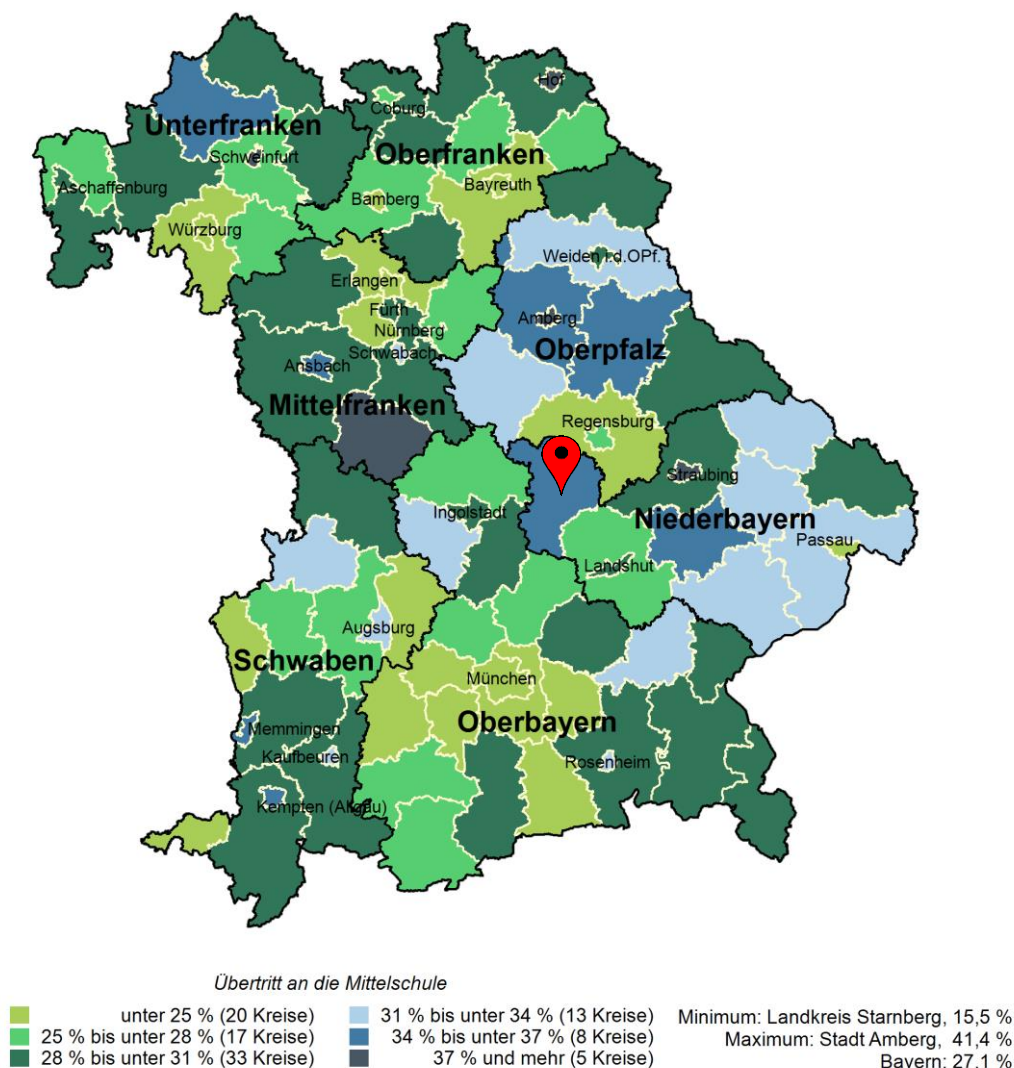 Hof
Coburg
Unterfranken
Schweinfurt
Oberfranken
Aschaffenburg
Bayreuth
Bamberg
Würzburg
Weiden i.d.OPf.
Erlangen
Fürth
Amberg
Nürnberg
Oberpfalz
Schwabach
Ansbach
Mittelfranken
Regensburg
Straubing
Ingolstadt
Niederbayern
Passau
Landshut
Augsburg
Schwaben
München
Oberbayern
Memmingen
Kaufbeuren
Rosenheim
Kempten (Allgäu)
Übertritt an die Mittelschule
unter 25 % (20 Kreise)
25 % bis unter 28 % (17 Kreise)
28 % bis unter 31 % (33 Kreise)
31 % bis unter 34 % (13 Kreise)
34 % bis unter 37 % (8 Kreise)
37 % und mehr (5 Kreise)
Minimum: Landkreis Starnberg, 15,5 %
Maximum: Stadt Amberg, 41,4 %
Bayern: 27,1 %